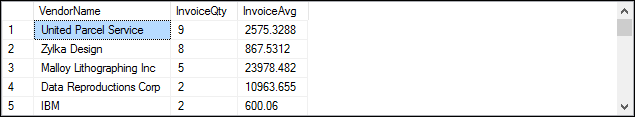 VendorName InvoiceQty InvoiceAvg
1 United Parcel Service 9 2575.3288
2 Zylka Design 8 867.5312
3 Malloy Lithographing Inc 5 23978.482
4 Data Reproductions Corp 2 10963.655
5 IBM 2 600.06